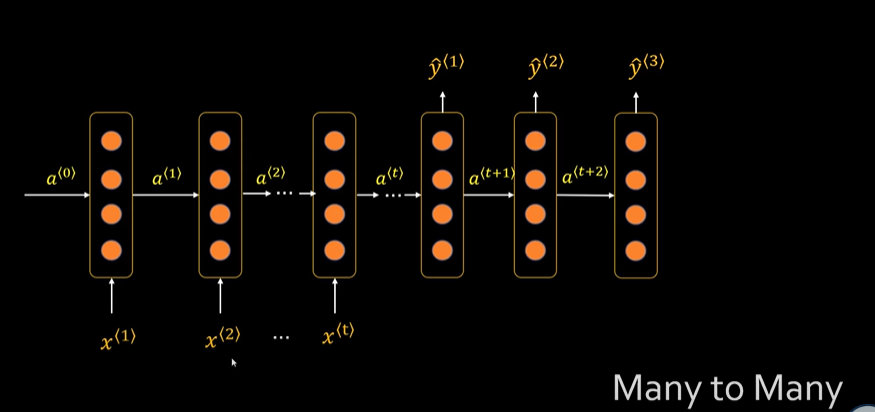 ŷ⟨1⟩ ŷ⟨2⟩ ŷ⟨3⟩
a⟨0⟩ a⟨1⟩ a⟨2⟩ ... a⟨t⟩ ... a⟨t+1⟩ a⟨t+2⟩
x⟨1⟩ x⟨2⟩ ... x⟨t⟩
Many to Many